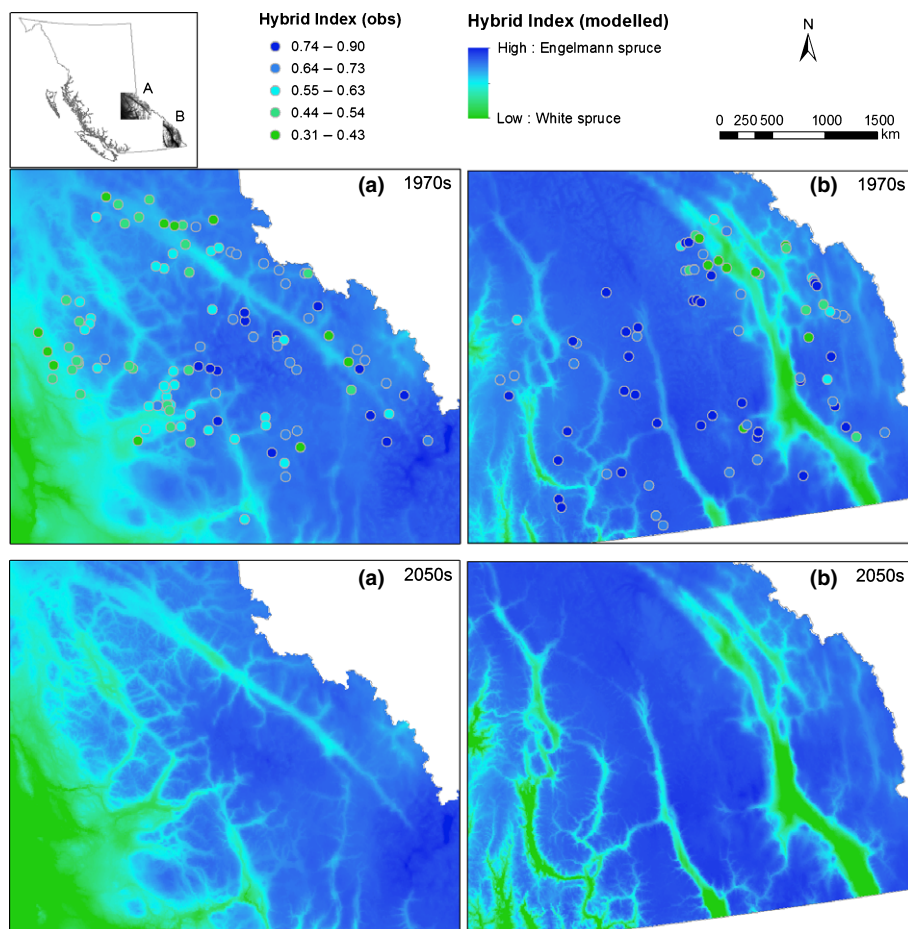 A
B
Hybrid Index (obs)
0.74 – 0.90
0.64 – 0.73
0.55 – 0.63
0.44 – 0.54
0.31 – 0.43
Hybrid Index (modelled)
High : Engelmann spruce
Low : White spruce
N
0 250 500 1000 1500
km
(a) 1970s
(b) 1970s
(a) 2050s
(b) 2050s